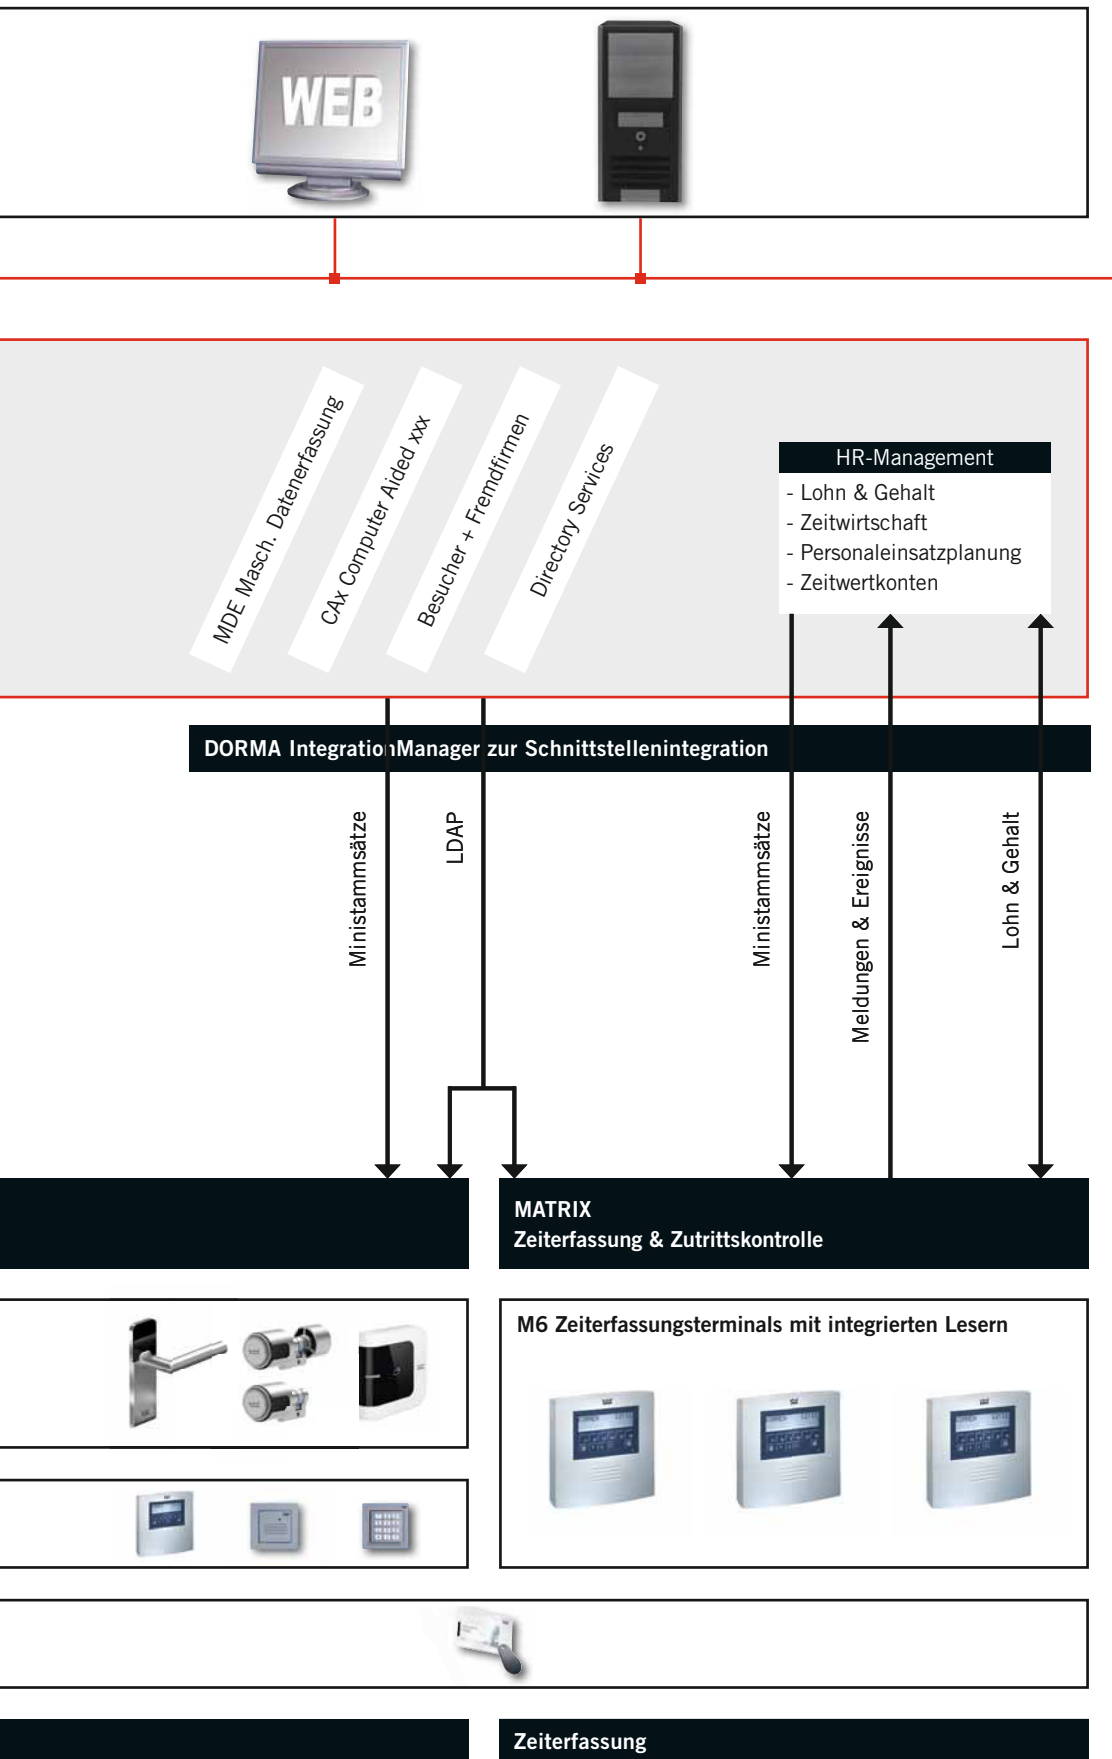 WEB
MDE Masch. Datenerfassung
CAx Computer Aided xxx
Besucher + Fremdfirmen
Directory Services
HR-Management
- Lohn & Gehalt
- Zeitwirtschaft
- Personaleinsatzplanung
- Zeitwertkonten
DORMA IntegrationManager zur Schnittstellenintegration
Ministammsätze
LDAP
Ministammsätze
Meldungen & Ereignisse
Lohn & Gehalt
MATRIX
Zeiterfassung & Zutrittskontrolle
M6 Zeiterfassungsterminals mit integrierten Lesern
Zeiterfassung